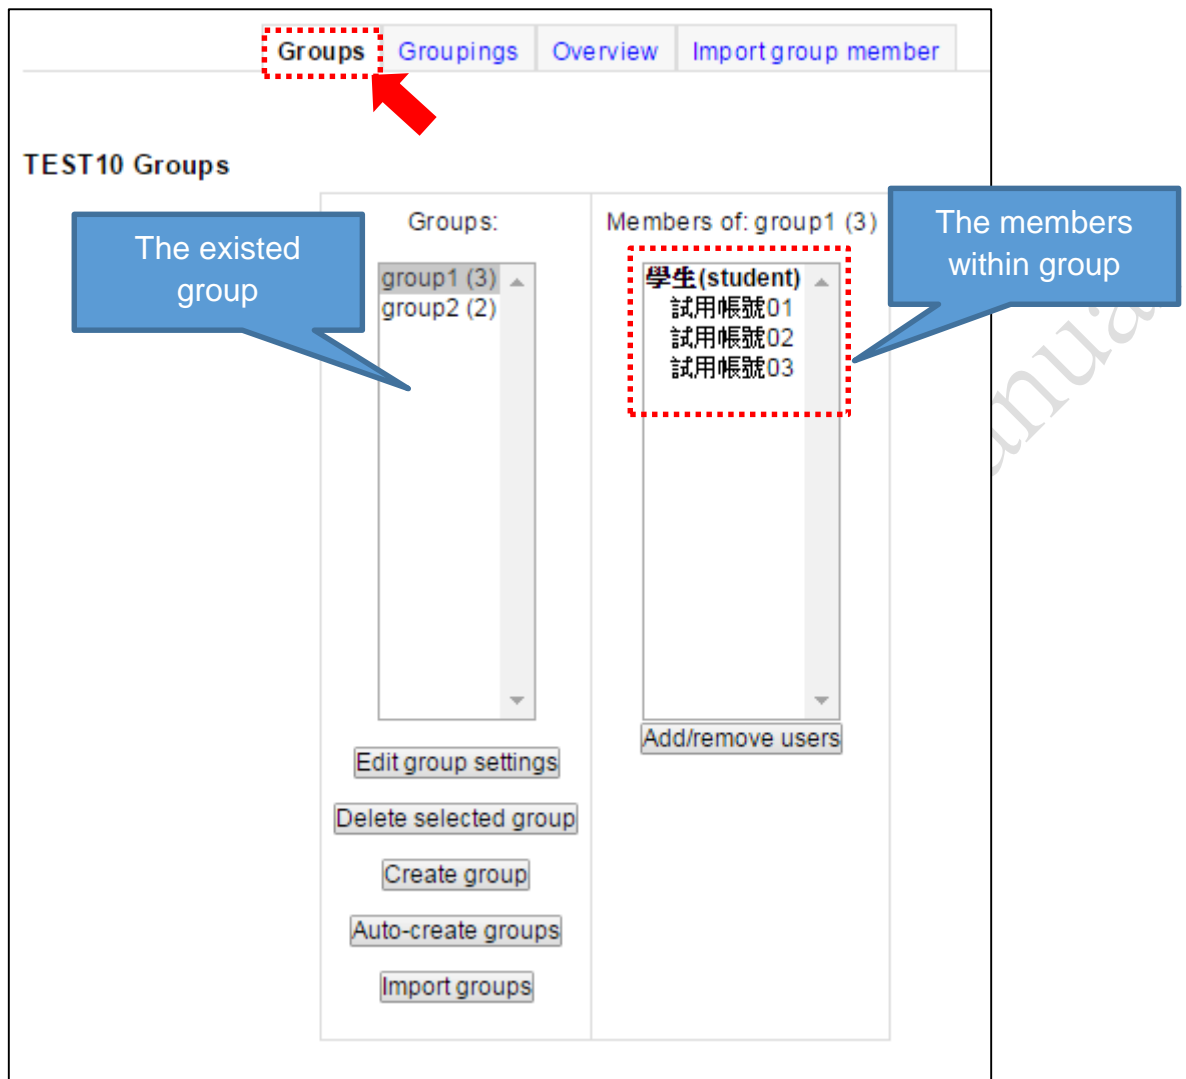 Groups Groupings Overview Import group member
TEST10 Groups
Groups:
Members of: group1 (3)
The existed
group
The members
within group
group1 (3)
group2 (2)
學生(student)
試用帳號01
試用帳號02
試用帳號03
Add/remove users
Edit group settings
Delete selected group
Create group
Auto-create groups
Import groups